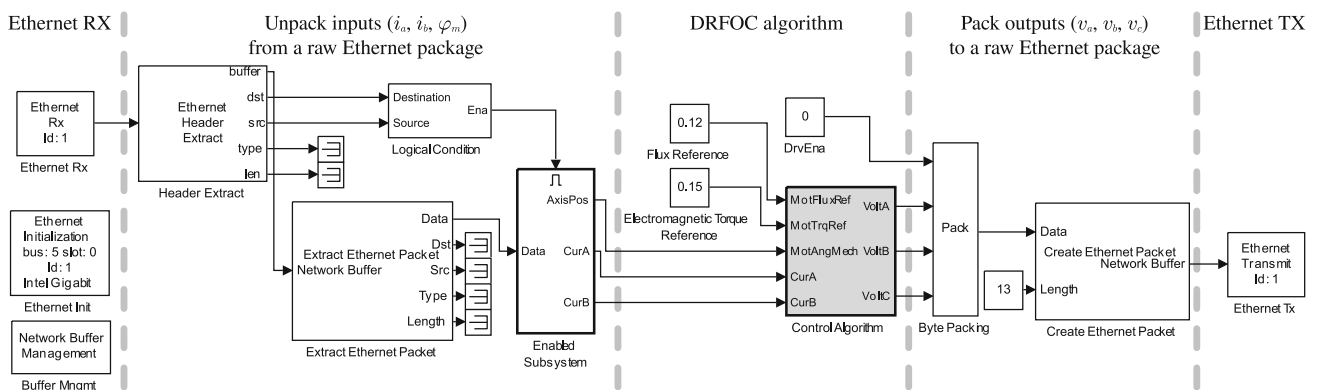 Ethernet RX
Unpack inputs (i_a, i_b, φ_m)
from a raw Ethernet package
DRFOC algorithm
Pack outputs (v_a, v_b, v_c)
to a raw Ethernet package
Ethernet TX
Ethernet
Rx
Id: 1
Ethernet Rx
Ethernet
Initialization
bus: 5 slot: 0
Id: 1
Intel Gigabit
Ethernet Init
Network Buffer
Management
Buffer Mngmt
Ethernet
Header
Extract
buffer
dst
src
type
len
Header Extract
Destination
Source
Ena
Logical Condition
Extract Ethernet Packet
Network Buffer
Data
Dst
Src
Type
Length
Extract Ethernet Packet
Data
AxisPos
CurA
CurB
Enabled
Subsystem
0.12
Flux Reference
0.15
Electromagnetic Torque
Reference
0
DrvEna
MotFluxRef
MotTrqRef
MotAngMech
CurA
CurB
VoltA
VoltB
VoltC
Control Algorithm
Pack
Byte Packing
13
Data
Length
Create Ethernet Packet
Network Buffer
Create Ethernet Packet
Ethernet
Transmit
Id: 1
Ethernet Tx